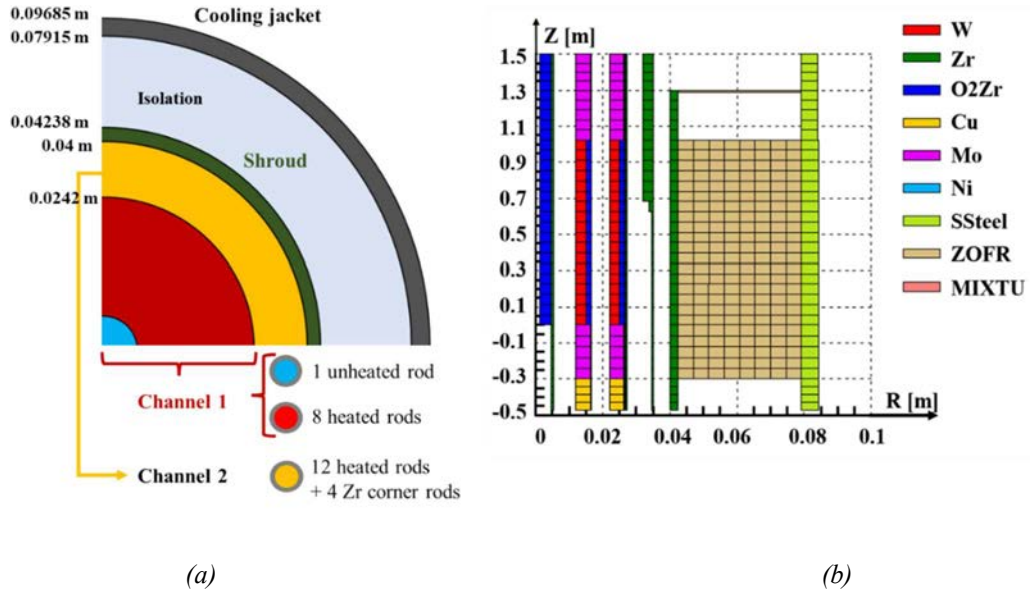 0.09685 m
Cooling jacket
0.07915 m
Isolation
0.04238 m
0.04 m
Shroud
0.0242 m
Channel 1
1 unheated rod
8 heated rods
Channel 2
12 heated rods
+ 4 Zr corner rods
(a)
Z [m]
1.5
1.3
1.1
0.9
0.7
0.5
0.3
0.1
-0.1
-0.3
-0.5
R [m]
0 0.02 0.04 0.06 0.08 0.1
W
Zr
O2Zr
Cu
Mo
Ni
SSteel
ZOFR
MIXTU
(b)